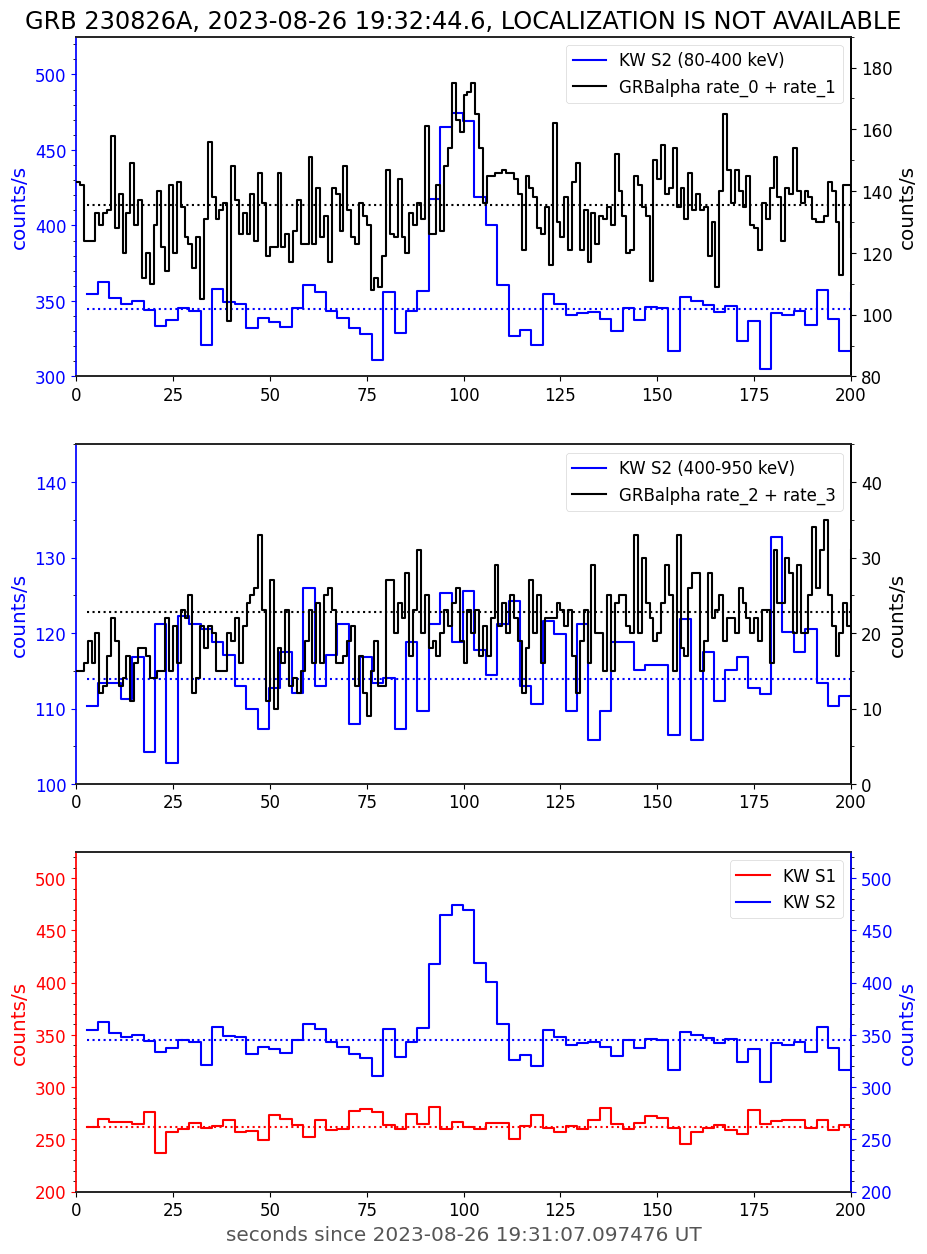 GRB 230826A, 2023-08-26 19:32:44.6, LOCALIZATION IS NOT AVAILABLE
KW S2 (80-400 keV)
GRBalpha rate_0 + rate_1
500
450
400
350
300
counts/s
180
160
140
120
100
80
counts/s
0 25 50 75 100 125 150 175 200
KW S2 (400-950 keV)
GRBalpha rate_2 + rate_3
140
130
120
110
100
counts/s
40
30
20
10
0
counts/s
0 25 50 75 100 125 150 175 200
KW S1
KW S2
500
450
400
350
300
250
200
counts/s
500
450
400
350
300
250
200
counts/s
0 25 50 75 100 125 150 175 200
seconds since 2023-08-26 19:31:07.097476 UT